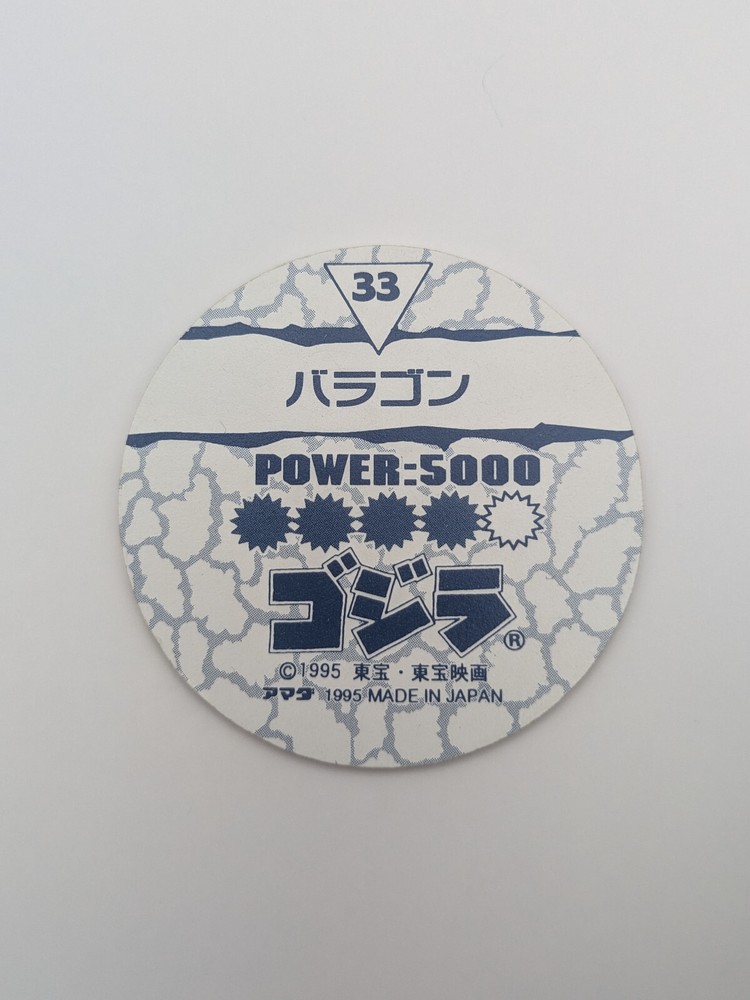 33
バラゴン
POWER:5000
ゴジラ®
©1995 東宝・東宝映画
アマダ 1995 MADE IN JAPAN